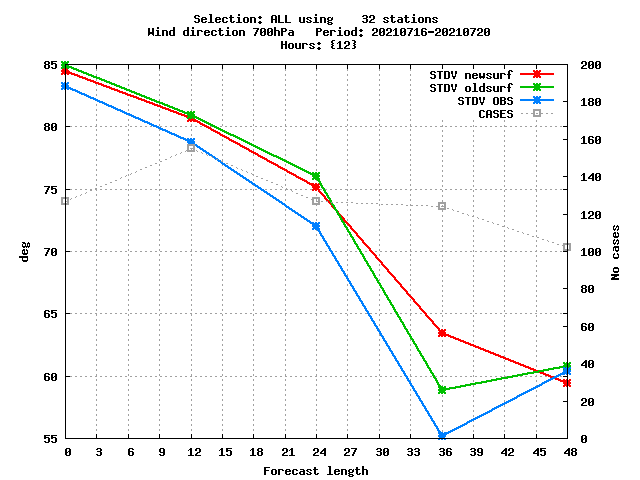 Selection: ALL using    32 stations
Wind direction 700hPa   Period: 20210716-20210720
Hours: {12}
STDV newsurf
STDV oldsurf
STDV OBS
CASES
85
80
75
70
65
60
55
deg
200
180
160
140
120
100
80
60
40
20
0
No cases
0 3 6 9 12 15 18 21 24 27 30 33 36 39 42 45 48
Forecast length